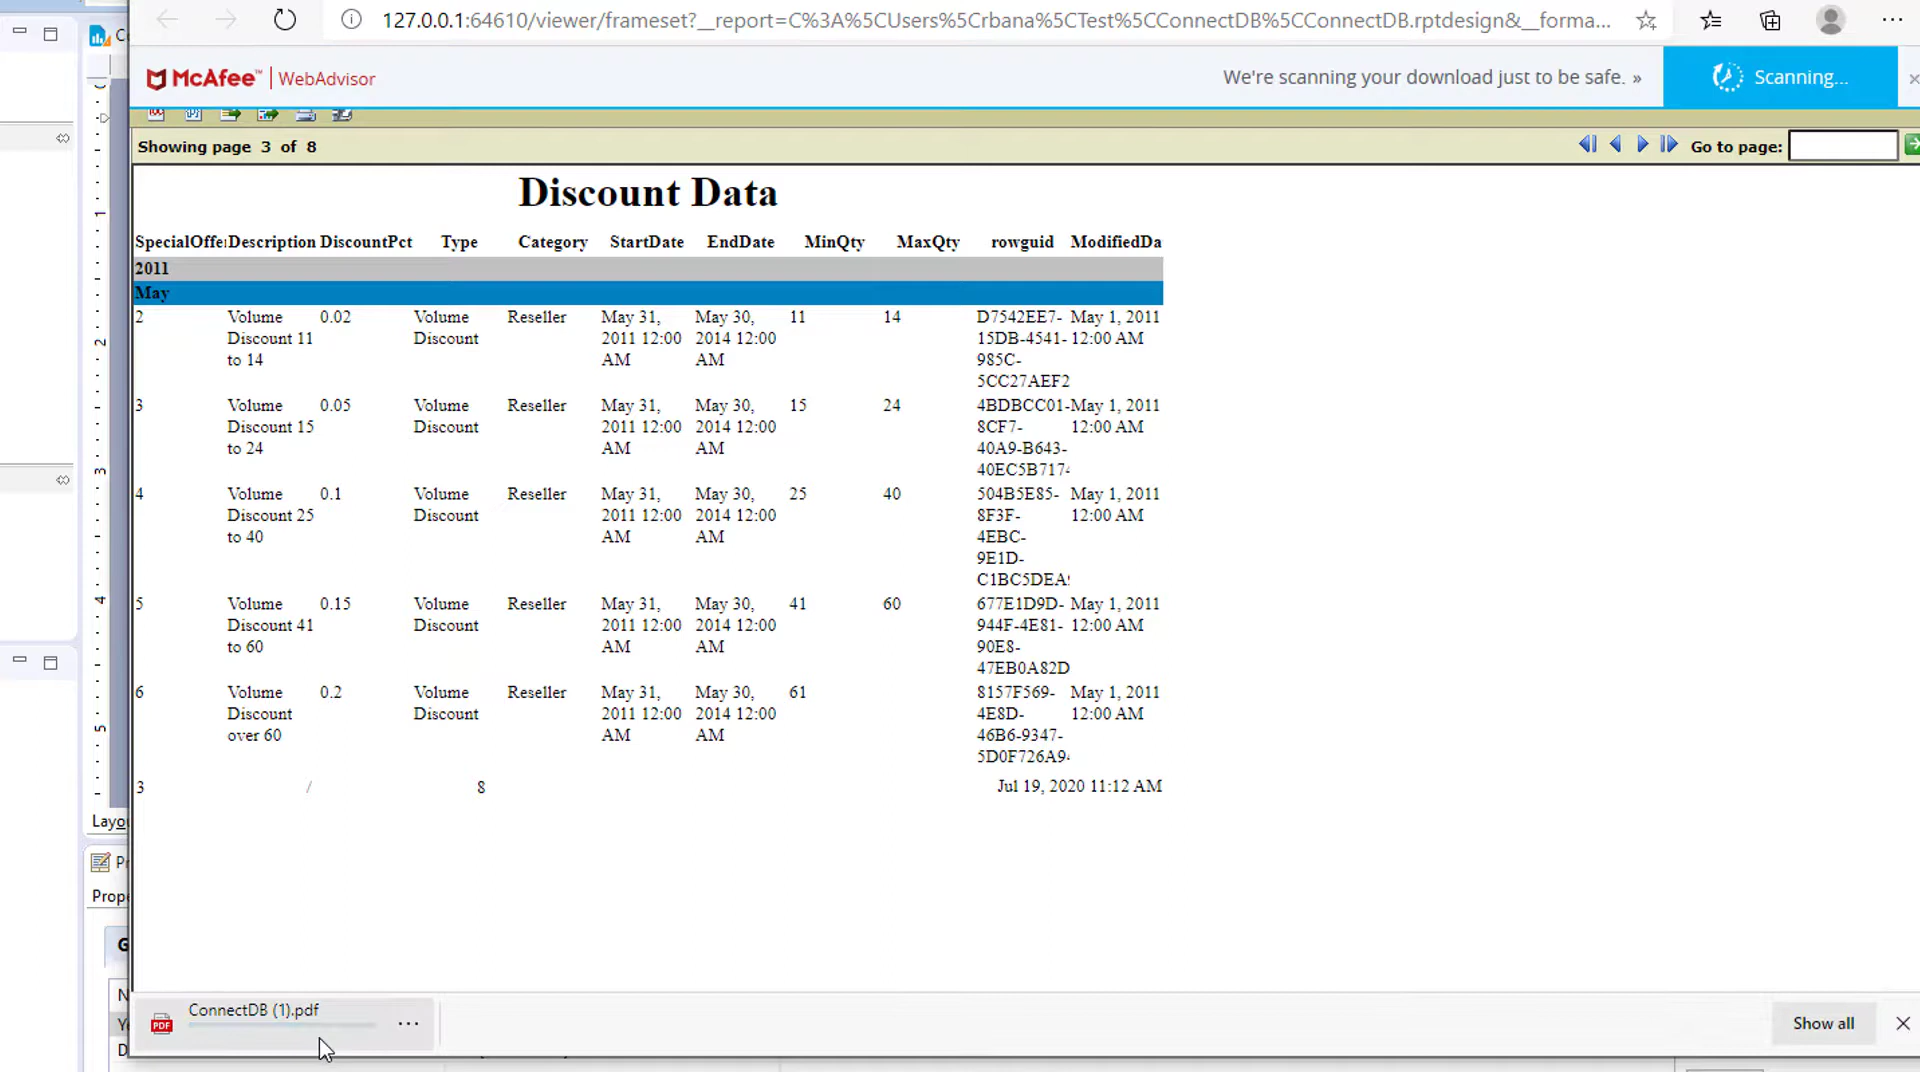 127.0.0.1:64610/viewer/frameset?__report=C%3A%5CUsers%5Crbana%5CTest%5CConnectDB%5CConnectDB.rptdesign&__forma...
McAfee™ | WebAdvisor
We're scanning your download just to be safe. »
Scanning...
Showing page 3 of 8
Go to page:
Discount Data
SpecialOffe Description DiscountPct Type Category StartDate EndDate MinQty MaxQty rowguid ModifiedDa
2011
May
2 Volume 0.02 Volume Reseller May 31, May 30, 11 14 D7542EE7- May 1, 2011
Discount 11 Discount 2011 12:00 2014 12:00 15DB-4541- 12:00 AM
to 14 AM AM 985C-
5CC27AEF2
3 Volume 0.05 Volume Reseller May 31, May 30, 15 24 4BDBCC01- May 1, 2011
Discount 15 Discount 2011 12:00 2014 12:00 8CF7- 12:00 AM
to 24 AM AM 40A9-B643-
40EC5B717
4 Volume 0.1 Volume Reseller May 31, May 30, 25 40 504B5E85- May 1, 2011
Discount 25 Discount 2011 12:00 2014 12:00 8F3F- 12:00 AM
to 40 AM AM 4EBC-
9E1D-
C1BC5DEA
5 Volume 0.15 Volume Reseller May 31, May 30, 41 60 677E1D9D- May 1, 2011
Discount 41 Discount 2011 12:00 2014 12:00 944F-4E81- 12:00 AM
to 60 AM AM 90E8-
47EB0A82D
6 Volume 0.2 Volume Reseller May 31, May 30, 61 8157F569- May 1, 2011
Discount Discount 2011 12:00 2014 12:00 4E8D- 12:00 AM
over 60 AM AM 46B6-9347-
5D0F726A9
3 / 8 Jul 19, 2020 11:12 AM
1
2
3
4
5
Layou
Prope
ConnectDB (1).pdf
PDF
Show all